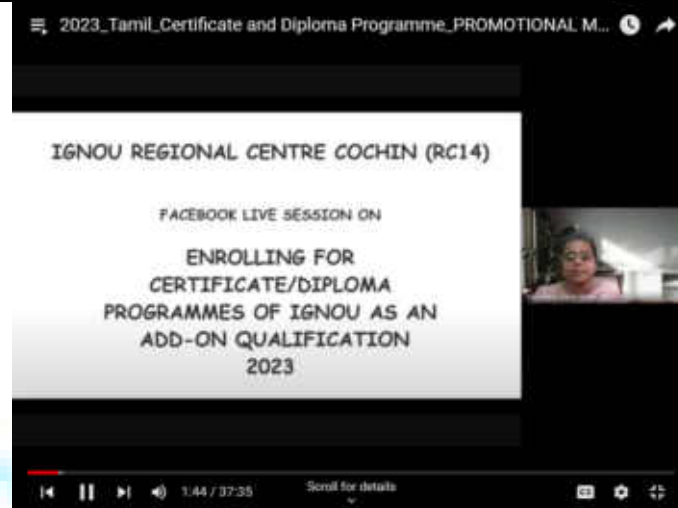 2023_Tamil_Certificate and Diploma Programme_PROMOTIONAL M...
IGNOU REGIONAL CENTRE COCHIN (RC14)
FACEBOOK LIVE SESSION ON
ENROLLING FOR
CERTIFICATE/DIPLOMA
PROGRAMMES OF IGNOU AS AN
ADD-ON QUALIFICATION
2023
1:44 / 37:35
Scroll for details
CC